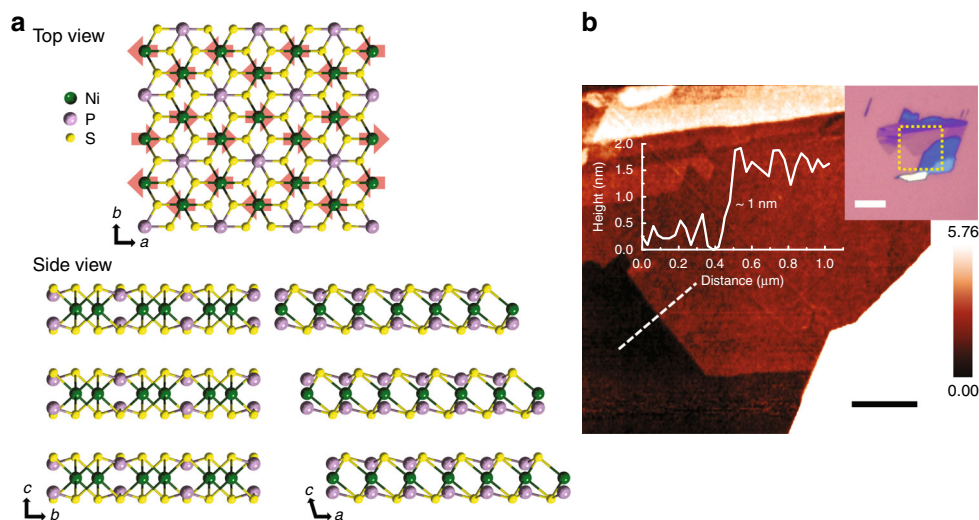 a
Top view
Ni
P
S
b
a
Side view
c
b
c
a
b
2.0
1.5
1.0
0.5
0.0
Height (nm)
~ 1 nm
0.0 0.2 0.4 0.6 0.8 1.0
Distance (μm)
5.76
0.00